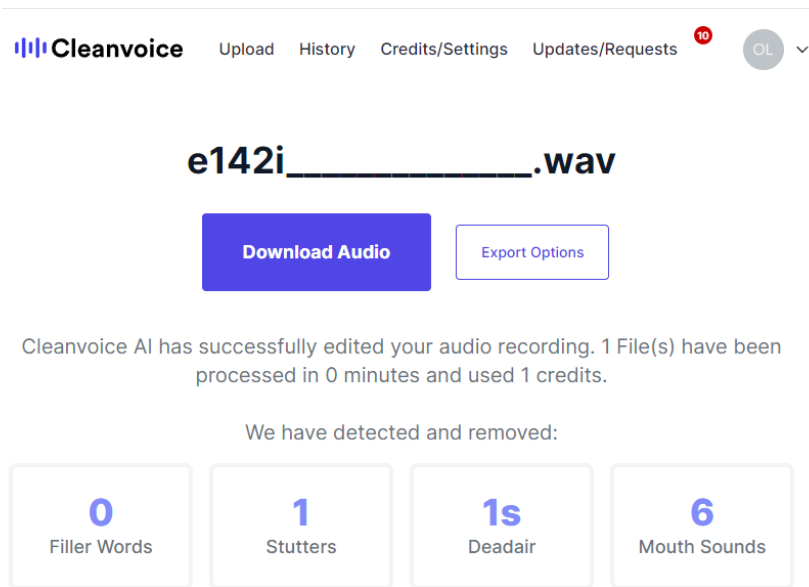 Cleanvoice Upload History Credits/Settings Updates/Requests 10 OL
e142i______________.wav
Download Audio Export Options
Cleanvoice AI has successfully edited your audio recording. 1 File(s) have been
processed in 0 minutes and used 1 credits.
We have detected and removed:
0 1 1s 6
Filler Words Stutters Deadair Mouth Sounds